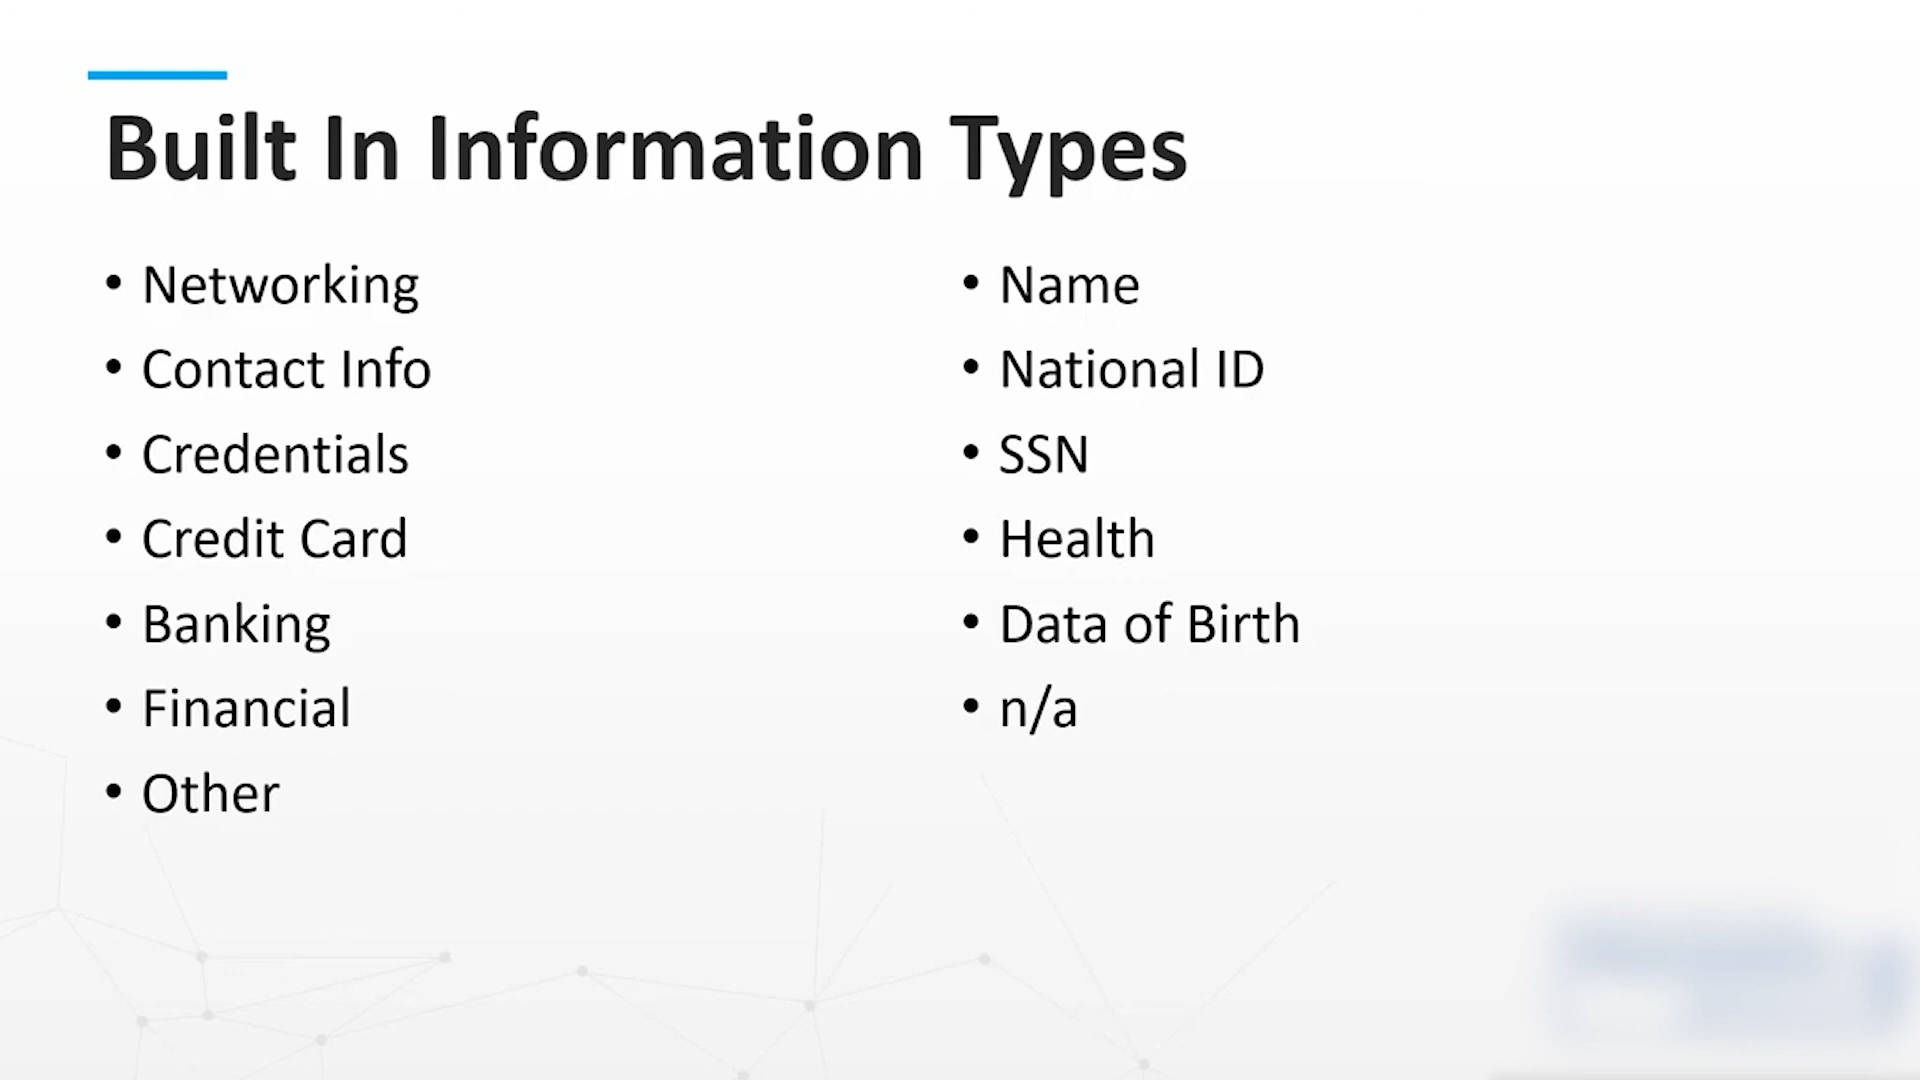 Built In Information Types
• Networking
• Contact Info
• Credentials
• Credit Card
• Banking
• Financial
• Other
• Name
• National ID
• SSN
• Health
• Data of Birth
• n/a